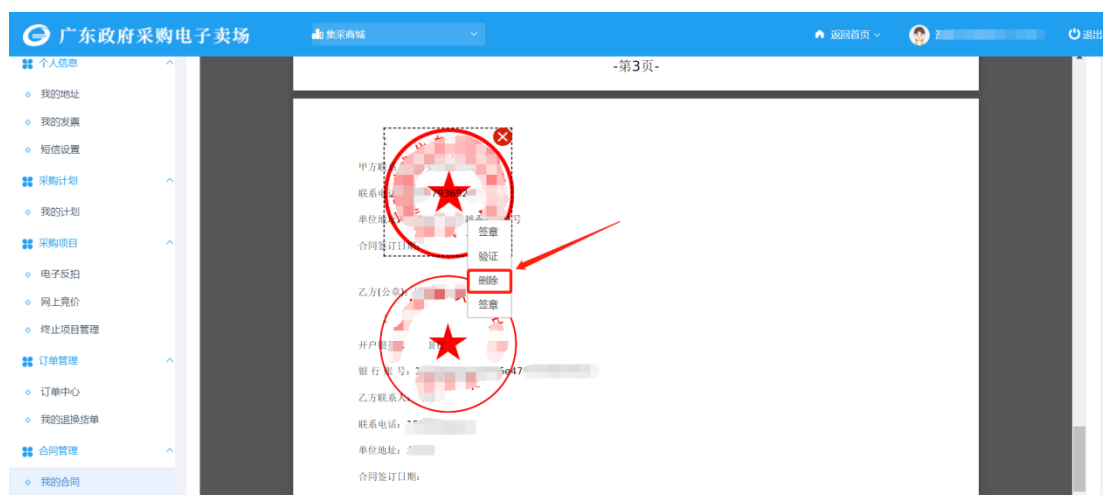 广东政府采购电子卖场
集采商城
返回首页
退出
个人信息
我的地址
我的发票
短信设置
采购计划
我的计划
采购项目
电子反拍
网上竞价
终止项目管理
订单管理
订单中心
我的退换货单
合同管理
我的合同
-第3页-
甲方联
联系电
793692
单位地
号
合同签订日期
签章
验证
删除
签章
乙方(公章)：
开户银
银行账号：
6e47
乙方联系人：
联系电话：
单位地址：
合同签订日期：